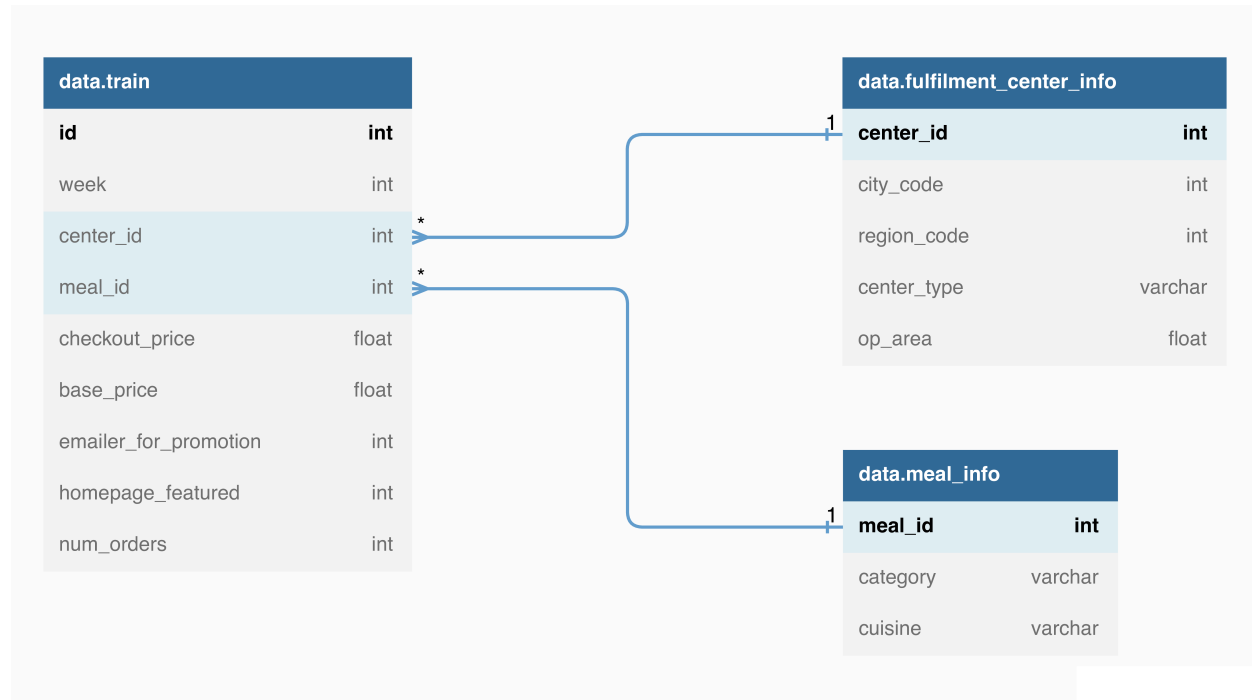 data.train
id int
week int
center_id int
meal_id int
checkout_price float
base_price float
emailer_for_promotion int
homepage_featured int
num_orders int
*
*
1
data.fulfilment_center_info
center_id int
city_code int
region_code int
center_type varchar
op_area float
1
data.meal_info
meal_id int
category varchar
cuisine varchar